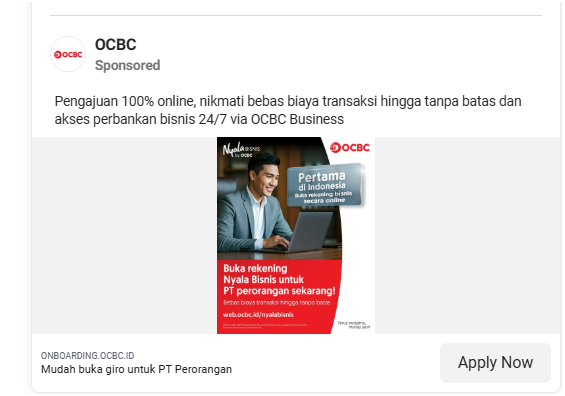 OCBC
OCBC
Sponsored
Pengajuan 100% online, nikmati bebas biaya transaksi hingga tanpa batas dan
akses perbankan bisnis 24/7 via OCBC Business
Nyala BISNIS
by OCBC
OCBC
Pertama
di Indonesia
Buka rekening bisnis
secara online
Buka rekening
Nyala Bisnis untuk
PT perorangan sekarang!
Bebas biaya transaksi hingga tanpa batas
web.ocbc.id/nyalabisnis
Terus bersama,
melaju jauh
ONBOARDING.OCBC.ID
Mudah buka giro untuk PT Perorangan
Apply Now